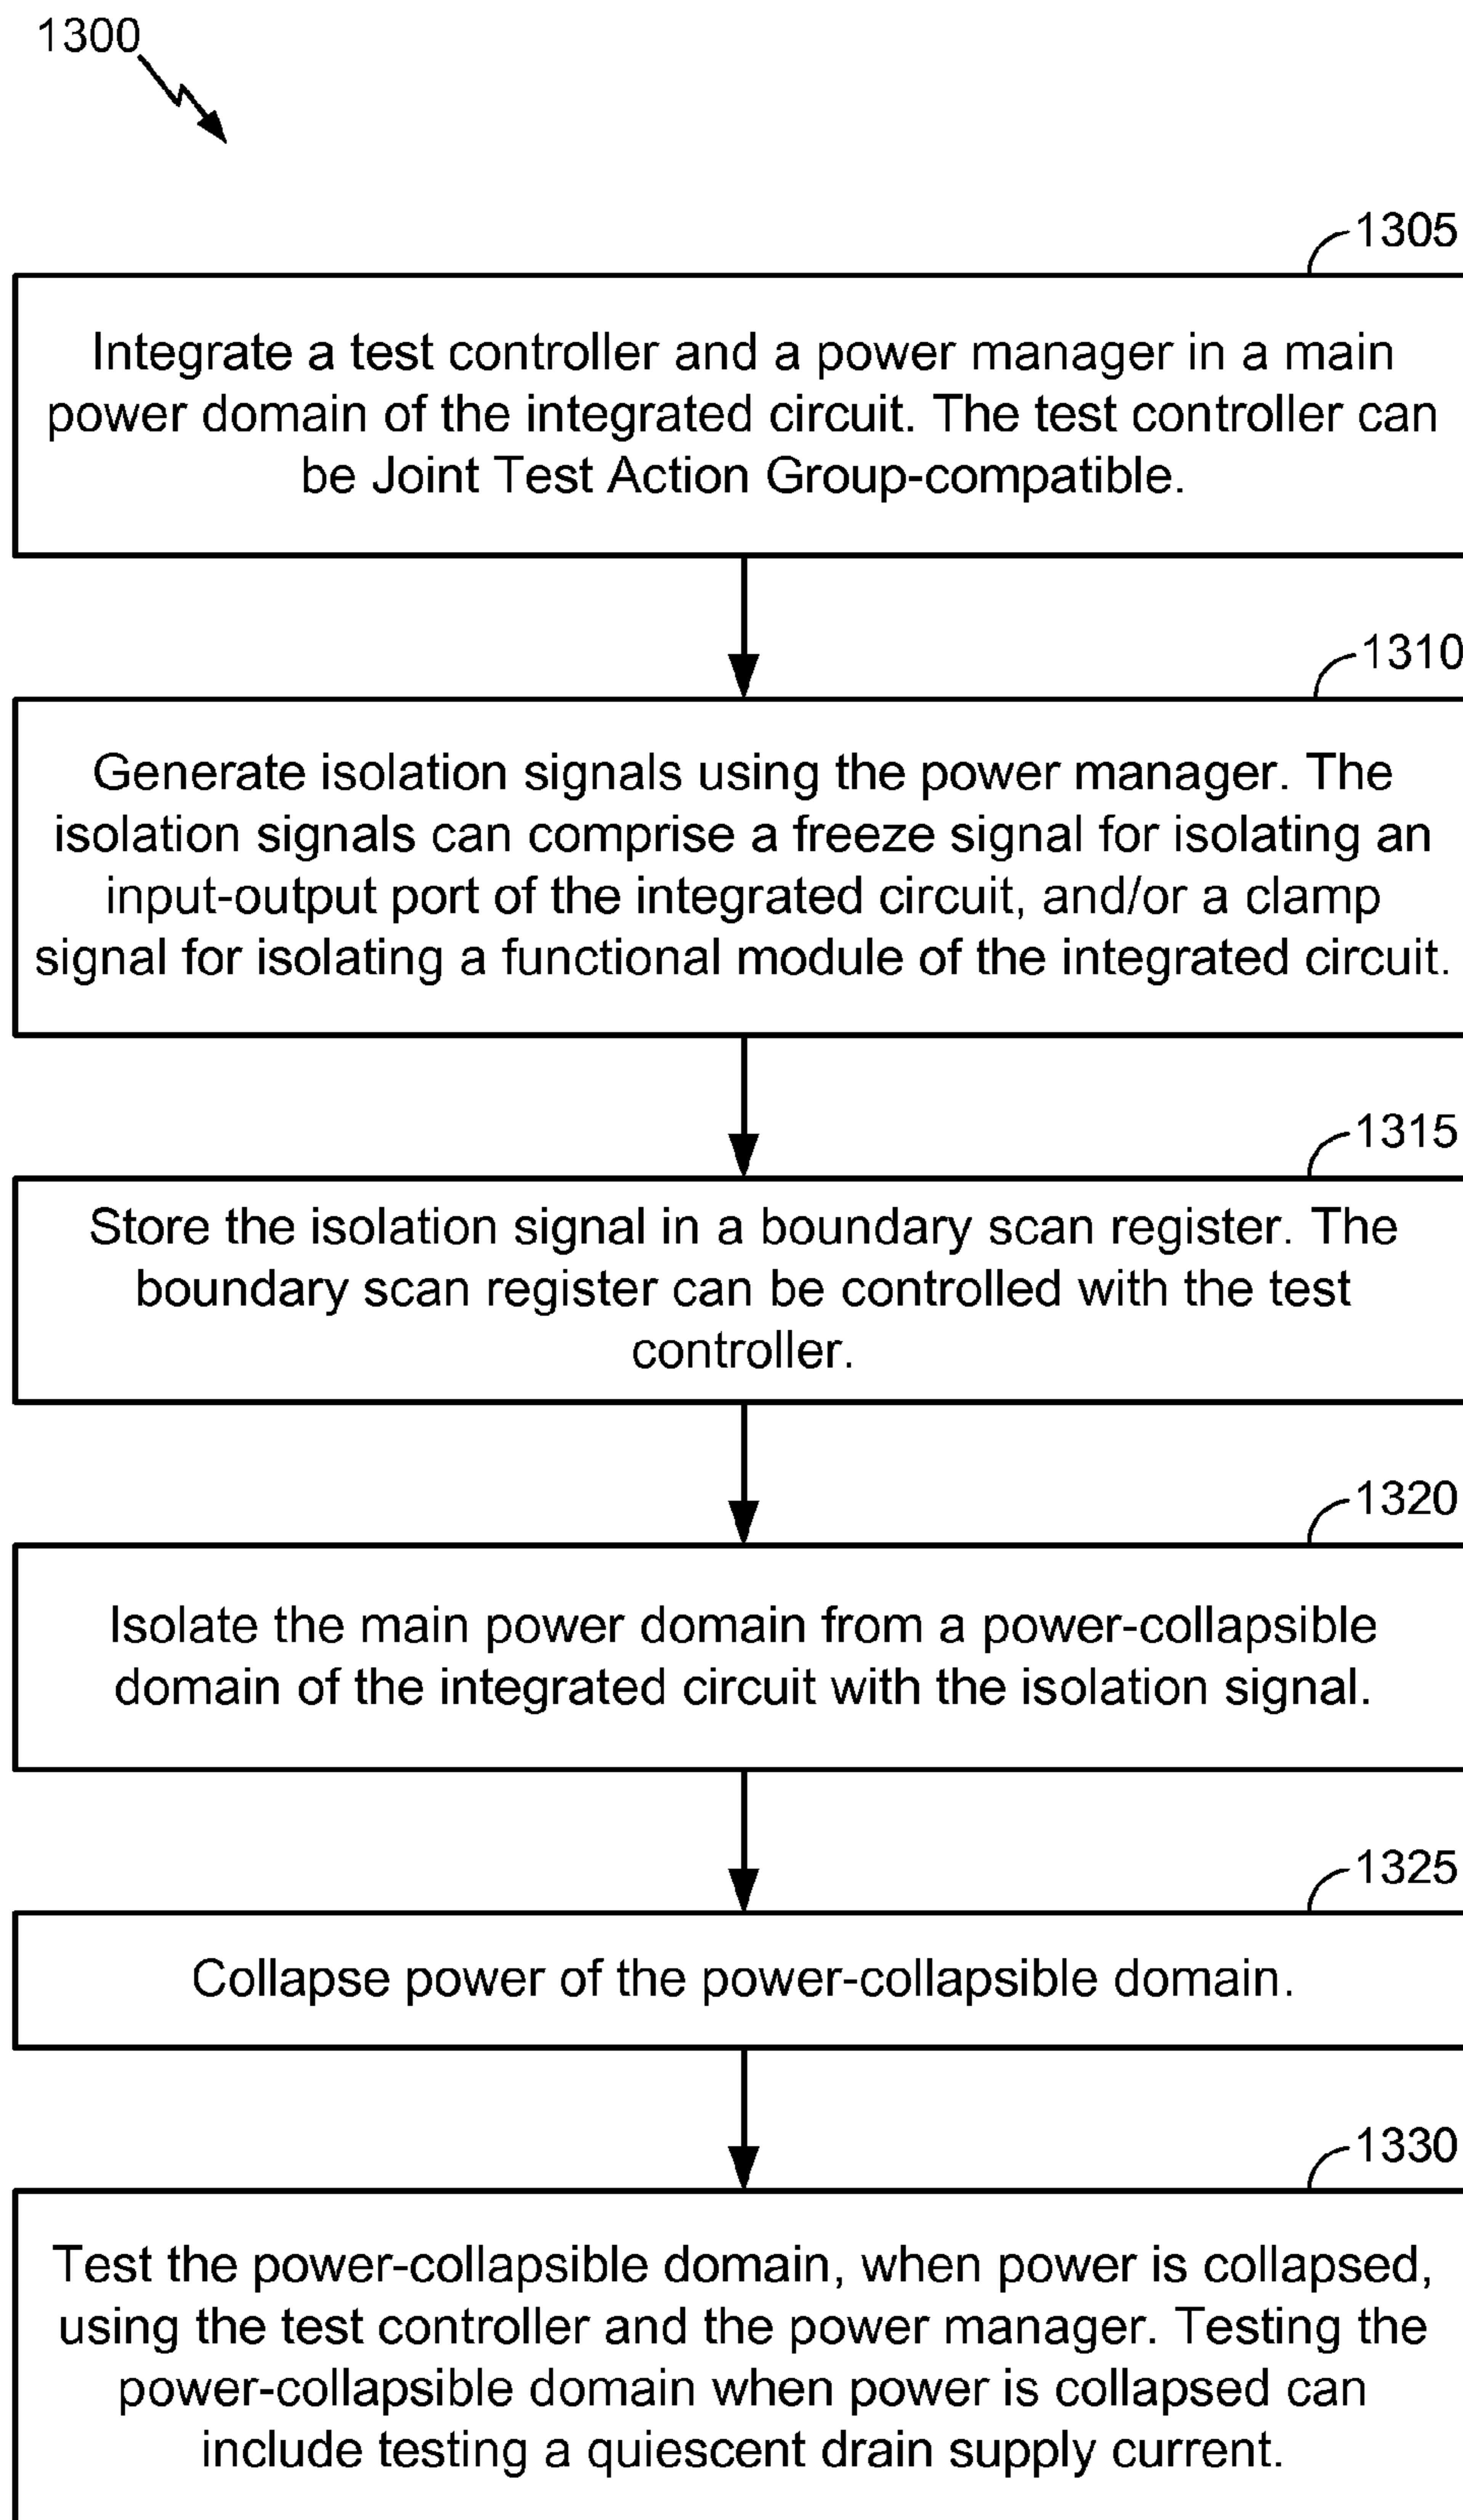 1300
1305
Integrate a test controller and a power manager in a main
power domain of the integrated circuit. The test controller can
be Joint Test Action Group-compatible.
1310
Generate isolation signals using the power manager. The
isolation signals can comprise a freeze signal for isolating an
input-output port of the integrated circuit, and/or a clamp
signal for isolating a functional module of the integrated circuit.
1315
Store the isolation signal in a boundary scan register. The
boundary scan register can be controlled with the test
controller.
1320
Isolate the main power domain from a power-collapsible
domain of the integrated circuit with the isolation signal.
1325
Collapse power of the power-collapsible domain.
1330
Test the power-collapsible domain, when power is collapsed,
using the test controller and the power manager. Testing the
power-collapsible domain when power is collapsed can
include testing a quiescent drain supply current.